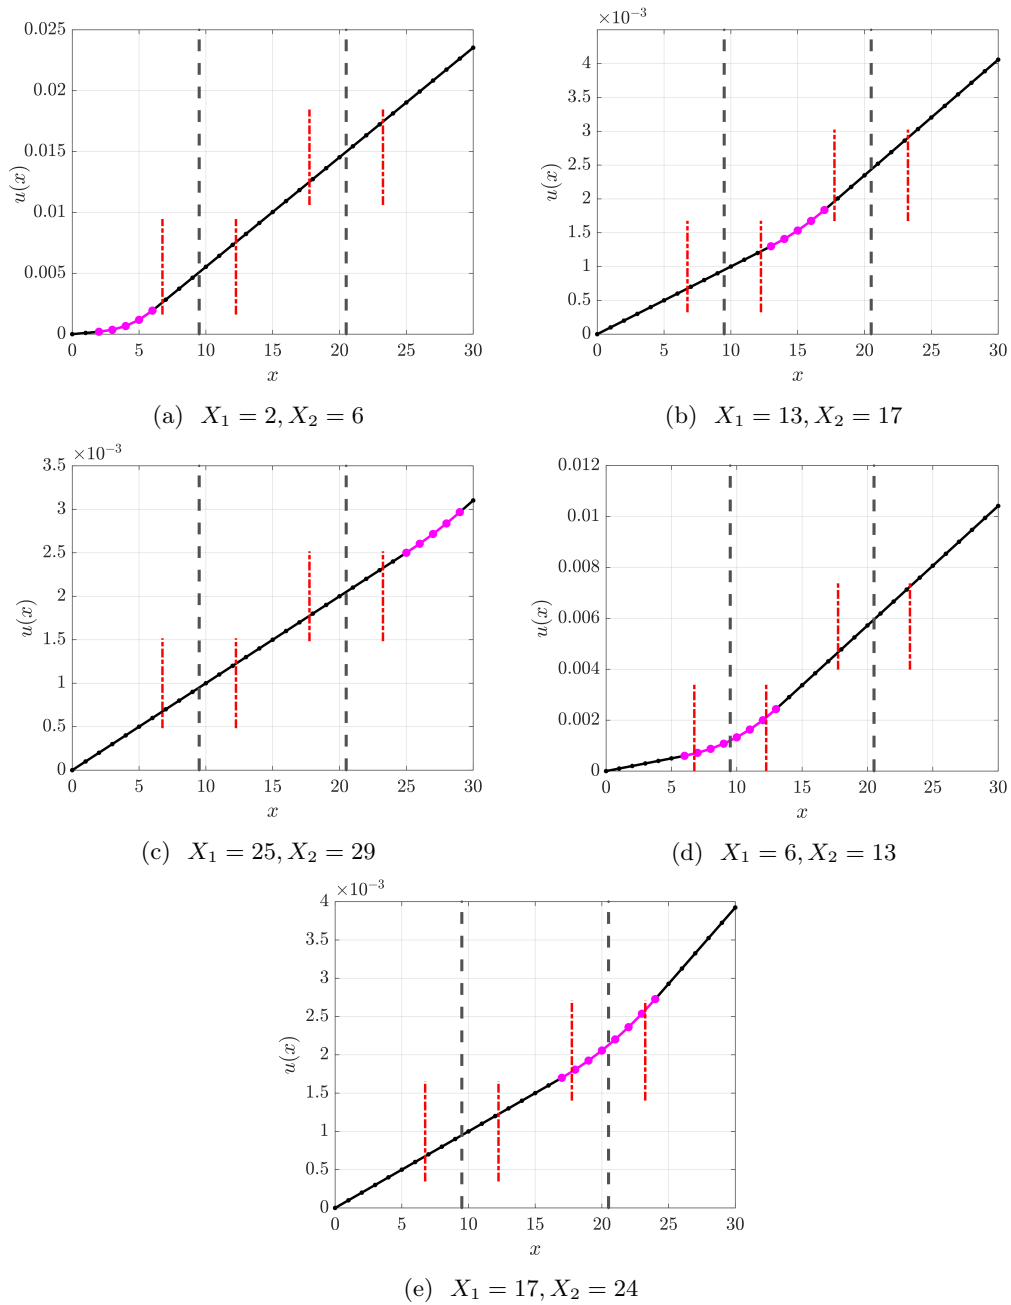 0.025
0.02
0.015
0.01
0.005
0
u(x)
0 5 10 15 20 25 30
x
(a) X₁ = 2, X₂ = 6
×10⁻³
4
3.5
3
2.5
2
1.5
1
0.5
0
u(x)
0 5 10 15 20 25 30
x
(b) X₁ = 13, X₂ = 17
×10⁻³
3.5
3
2.5
2
1.5
1
0.5
0
u(x)
0 5 10 15 20 25 30
x
(c) X₁ = 25, X₂ = 29
0.012
0.01
0.008
0.006
0.004
0.002
0
u(x)
0 5 10 15 20 25 30
x
(d) X₁ = 6, X₂ = 13
×10⁻³
4
3.5
3
2.5
2
1.5
1
0.5
0
u(x)
0 5 10 15 20 25 30
x
(e) X₁ = 17, X₂ = 24